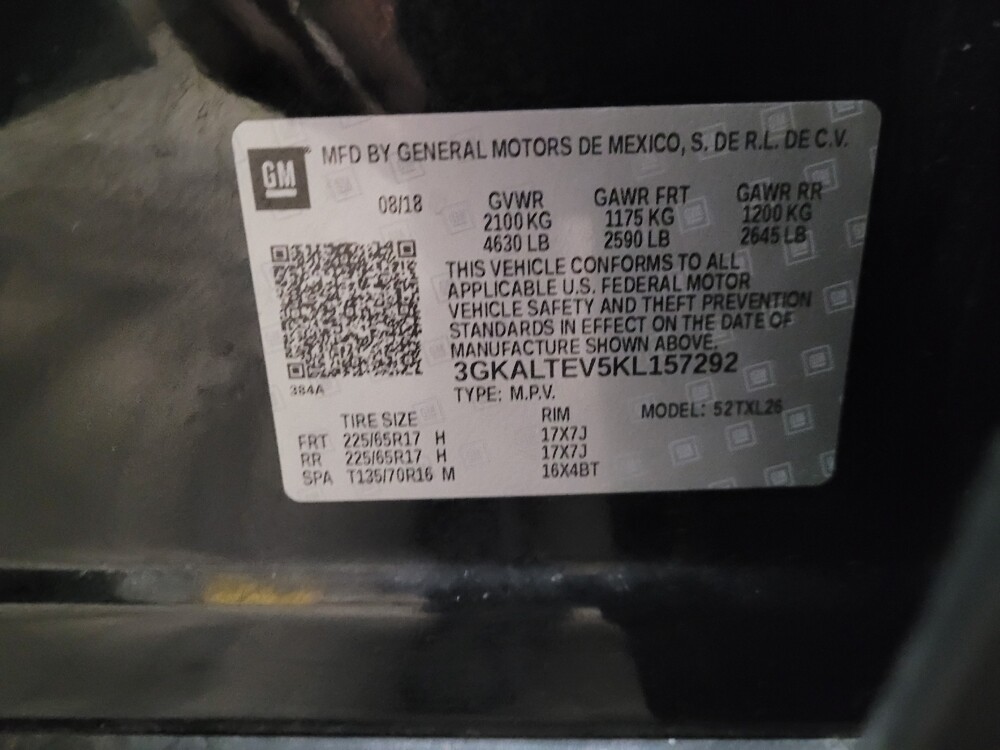 GM
MFD BY GENERAL MOTORS DE MEXICO, S. DE R.L. DE C.V.
08/18 GVWR GAWR FRT GAWR RR
2100 KG 1175 KG 1200 KG
4630 LB 2590 LB 2645 LB
THIS VEHICLE CONFORMS TO ALL
APPLICABLE U.S. FEDERAL MOTOR
VEHICLE SAFETY AND THEFT PREVENTION
STANDARDS IN EFFECT ON THE DATE OF
MANUFACTURE SHOWN ABOVE.
3GKALTEV5KL157292
384A
TYPE: M.P.V.
TIRE SIZE RIM MODEL: 52TXL26
FRT 225/65R17 H 17X7J
RR 225/65R17 H 17X7J
SPA T135/70R16 M 16X4BT